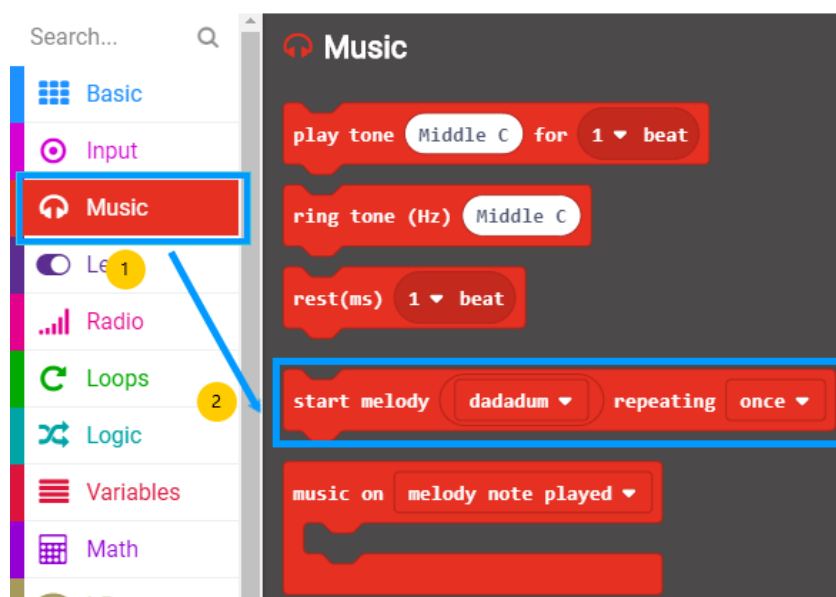 Search...
Basic
Input
Music
1
Radio
Loops
2
Logic
Variables
Math
Music
play tone Middle C for 1 beat
ring tone (Hz) Middle C
rest(ms) 1 beat
start melody dadadum repeating once
music on melody note played